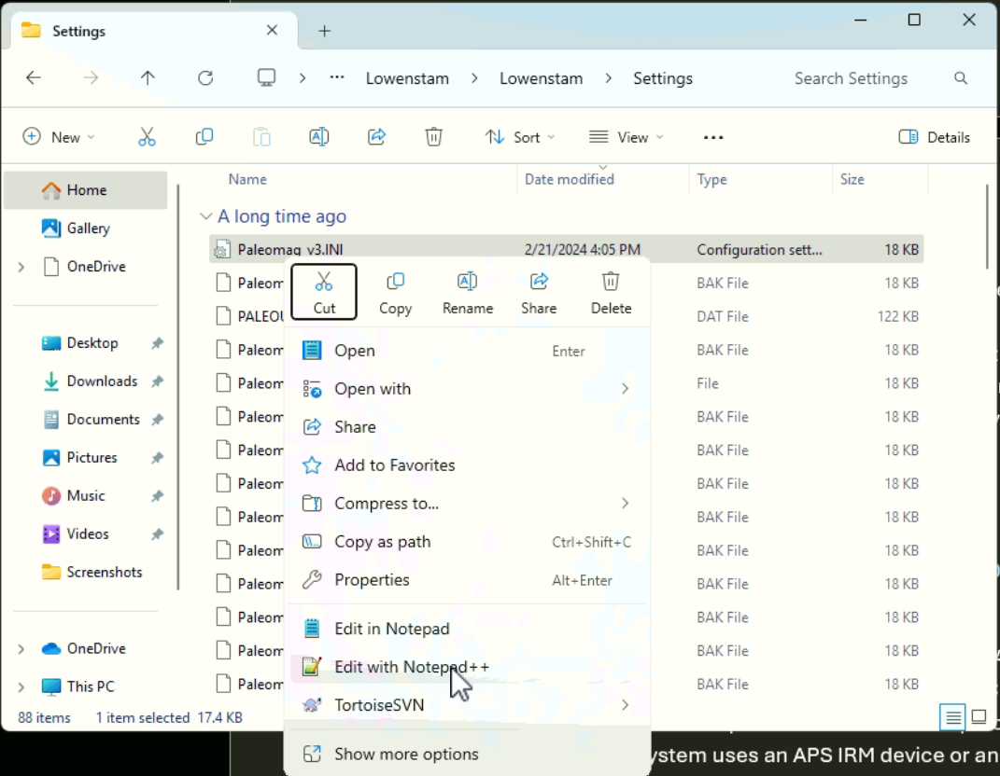 Settings
Lowenstam Lowenstam Settings Search Settings
New Sort View Details
Name Date modified Type Size
Home
A long time ago
Gallery
Paleomag_v3.INI 2/21/2024 4:05 PM Configuration sett... 18 KB
OneDrive
Paleom BAK File 18 KB
Cut Copy Rename Share Delete
PALEOU DAT File 122 KB
Desktop
Paleom Open Enter BAK File 18 KB
Downloads
Paleom Open with File 18 KB
Documents
Paleom Share BAK File 18 KB
Pictures
Paleom Add to Favorites BAK File 18 KB
Music
Paleom Compress to... BAK File 18 KB
Videos
Paleom BAK File 18 KB
Copy as path Ctrl+Shift+C
Paleom BAK File 18 KB
Screenshots
Paleom Properties Alt+Enter BAK File 18 KB
Paleom Edit in Notepad BAK File 18 KB
OneDrive
Paleom Edit with Notepad++ BAK File 18 KB
This PC
Paleom BAK File 18 KB
TortoiseSVN
88 items 1 item selected 17.4 KB
Show more options
ystem uses an APS IRM device or an